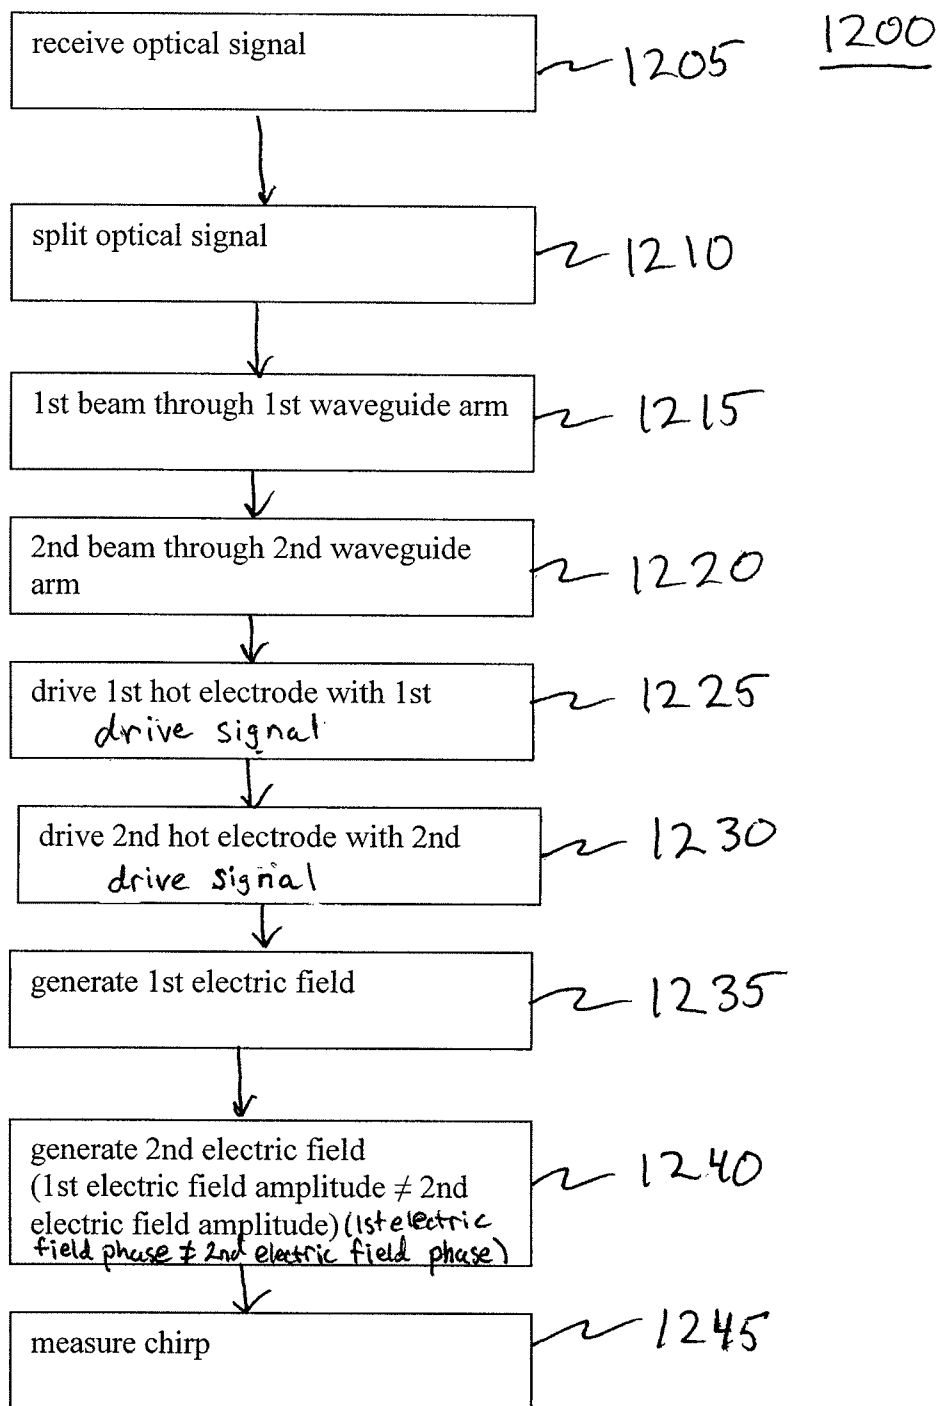 1200
receive optical signal
1205
split optical signal
1210
1st beam through 1st waveguide arm
1215
2nd beam through 2nd waveguide
arm
1220
drive 1st hot electrode with 1st
drive signal
1225
drive 2nd hot electrode with 2nd
drive signal
1230
generate 1st electric field
1235
generate 2nd electric field
(1st electric field amplitude ≠ 2nd
electric field amplitude) (1st electric
field phase ≠ 2nd electric field phase)
1240
measure chirp
1245